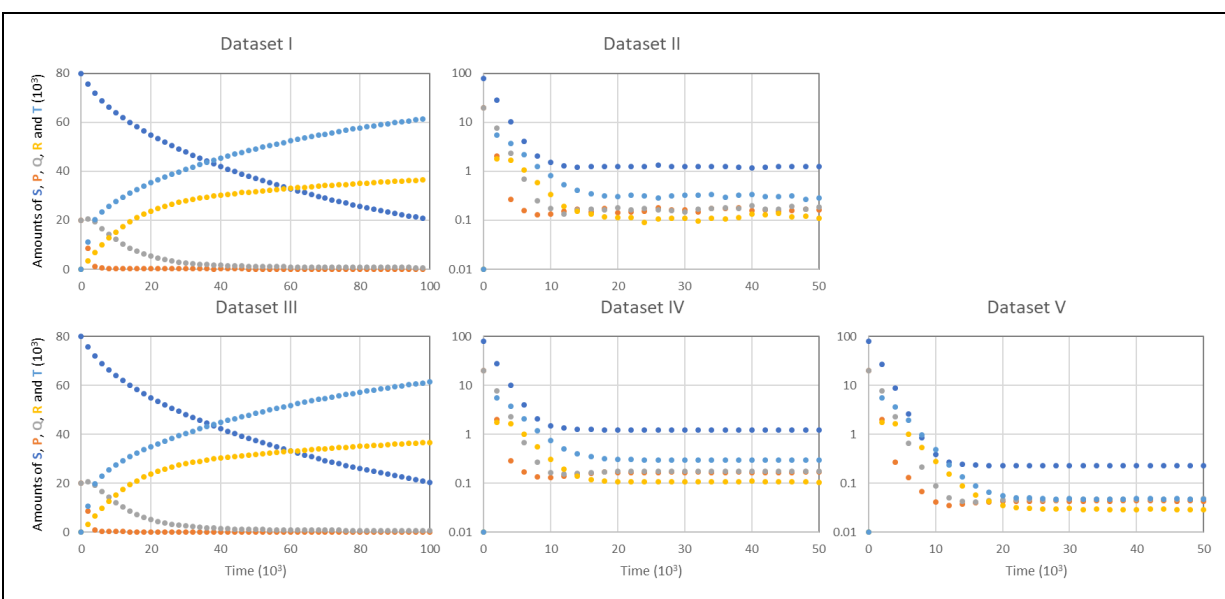 Dataset I
Dataset II
Amounts of S, P, Q, R and T (10³)
80
60
40
20
0
0 20 40 60 80 100
100
10
1
0.1
0.01
0 10 20 30 40 50
Dataset III
Dataset IV
Dataset V
Amounts of S, P, Q, R and T (10³)
80
60
40
20
0
0 20 40 60 80 100
Time (10³)
100
10
1
0.1
0.01
0 10 20 30 40 50
Time (10³)
100
10
1
0.1
0.01
0 10 20 30 40 50
Time (10³)